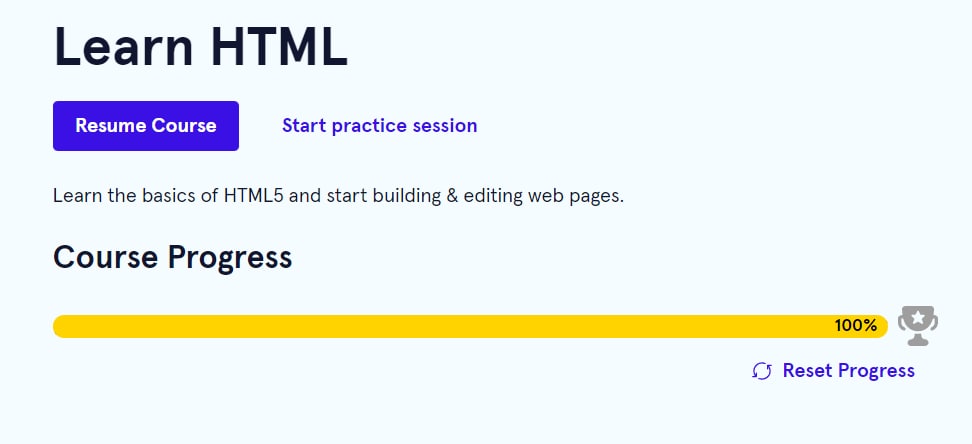 Learn HTML
Resume Course Start practice session
Learn the basics of HTML5 and start building & editing web pages.
Course Progress
100%
Reset Progress